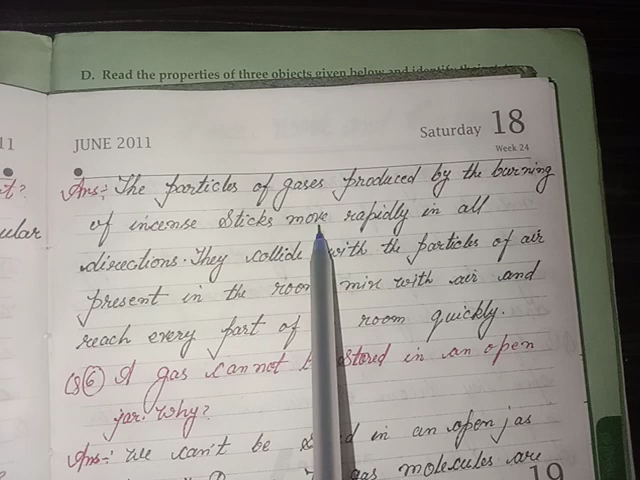 D. Read the properties of three objects given below and identify their
11
JUNE 2011
Saturday 18
Week 24
t?
ular
Ans:- The particles of gases produced by the burning
of incense sticks move rapidly in all
directions. They collide with the particles of air
present in the room mix with air and
reach every part of room quickly.
Q6 A gas cannot stored in an open
jar. Why?
Ans:- We can't be in an open jas
gas molecules are
19